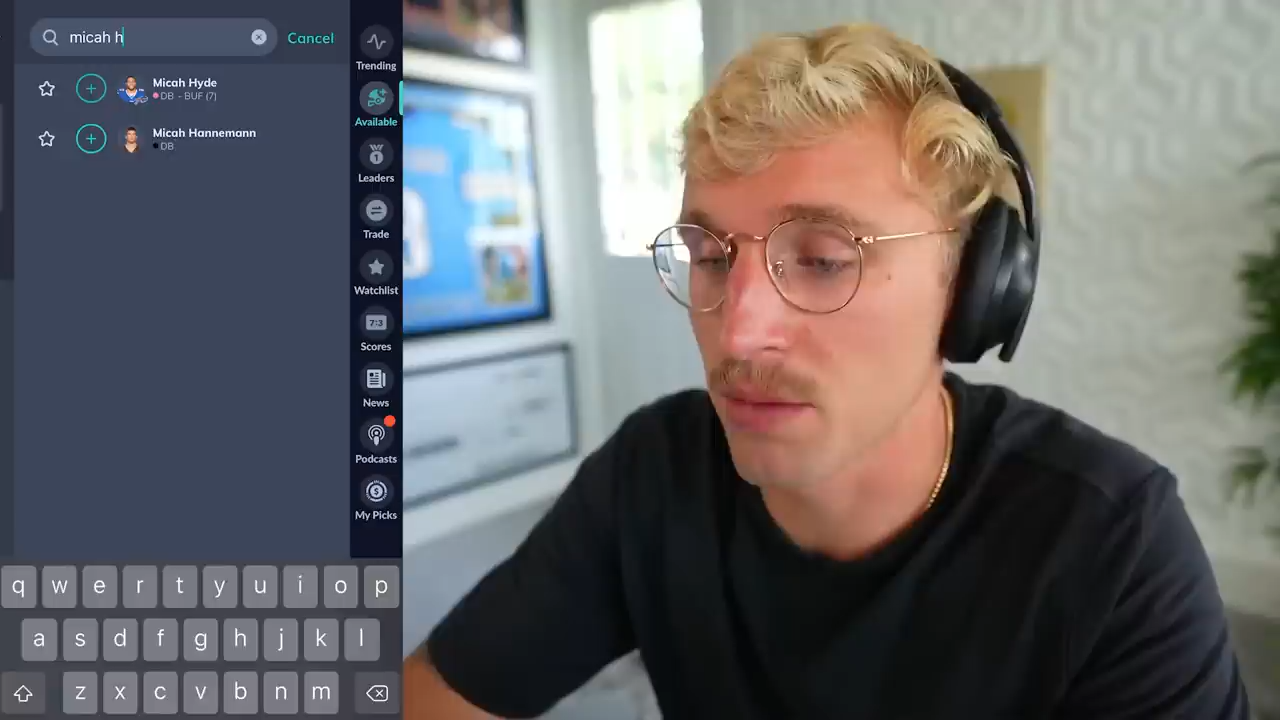 micah h
Cancel
Micah Hyde
DB - BUF (7)
Micah Hannemann
DB
Trending
Available
1
Leaders
Trade
Watchlist
7:3
Scores
News
Podcasts
$
My Picks
q w e r t y u i o p
a s d f g h j k l
z x c v b n m